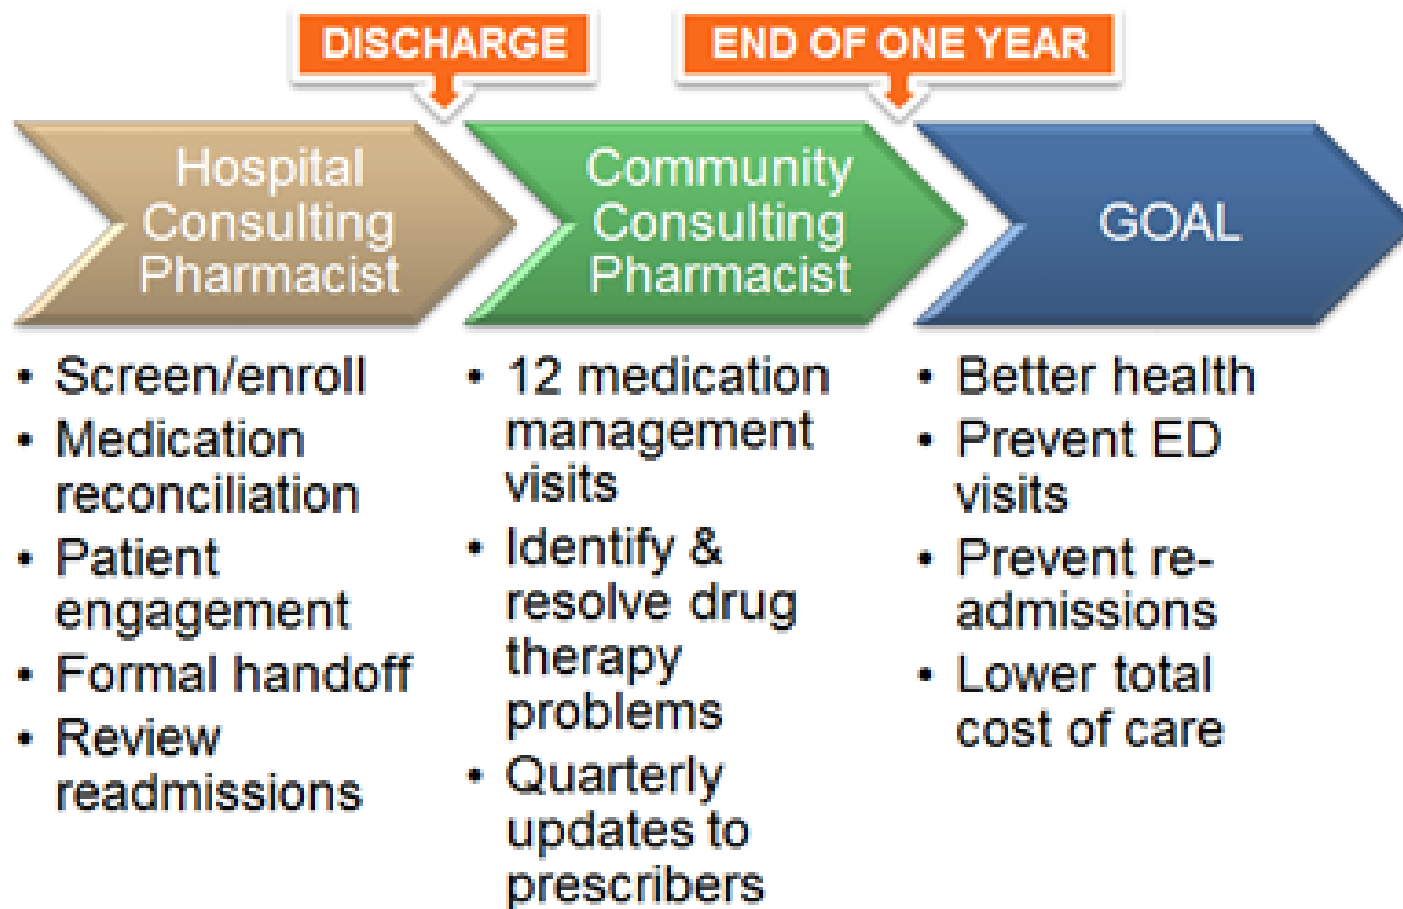 DISCHARGE
END OF ONE YEAR
Hospital
Consulting
Pharmacist
Community
Consulting
Pharmacist
GOAL
• Screen/enroll
• Medication
reconciliation
• Patient
engagement
• Formal handoff
• Review
readmissions
• 12 medication
management
visits
• Identify &
resolve drug
therapy
problems
• Quarterly
updates to
prescribers
• Better health
• Prevent ED
visits
• Prevent re-
admissions
• Lower total
cost of care